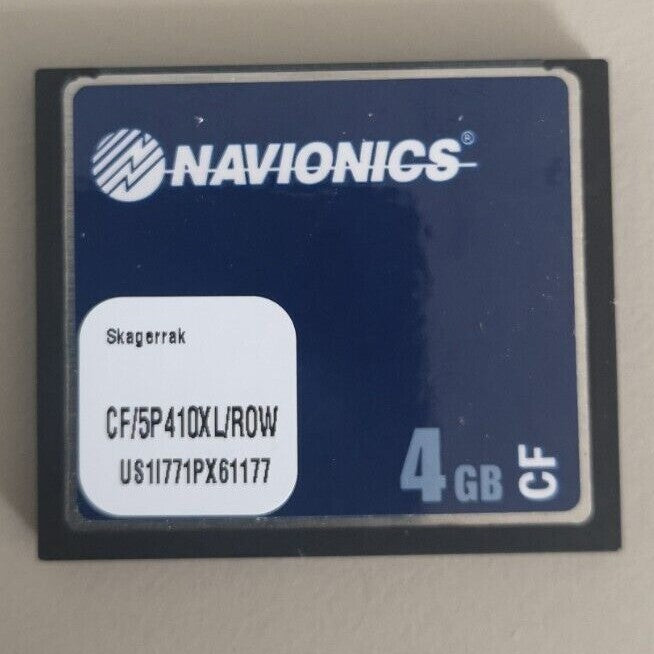 NAVIONICS®
Skagerrak
CF/5P410XL/ROW
US1I771PX61177
4 GB CF